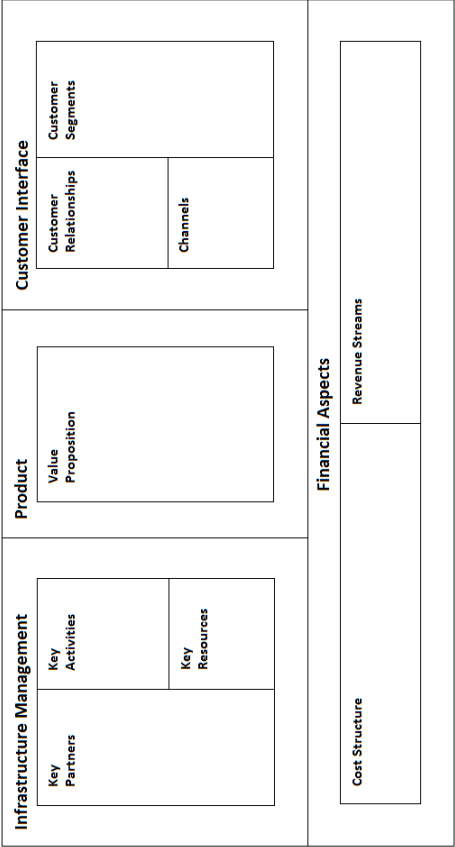 Infrastructure Management
Key
Partners
Key
Activities
Key
Resources
Product
Value
Proposition
Customer Interface
Customer
Relationships
Channels
Customer
Segments
Financial Aspects
Cost Structure
Revenue Streams